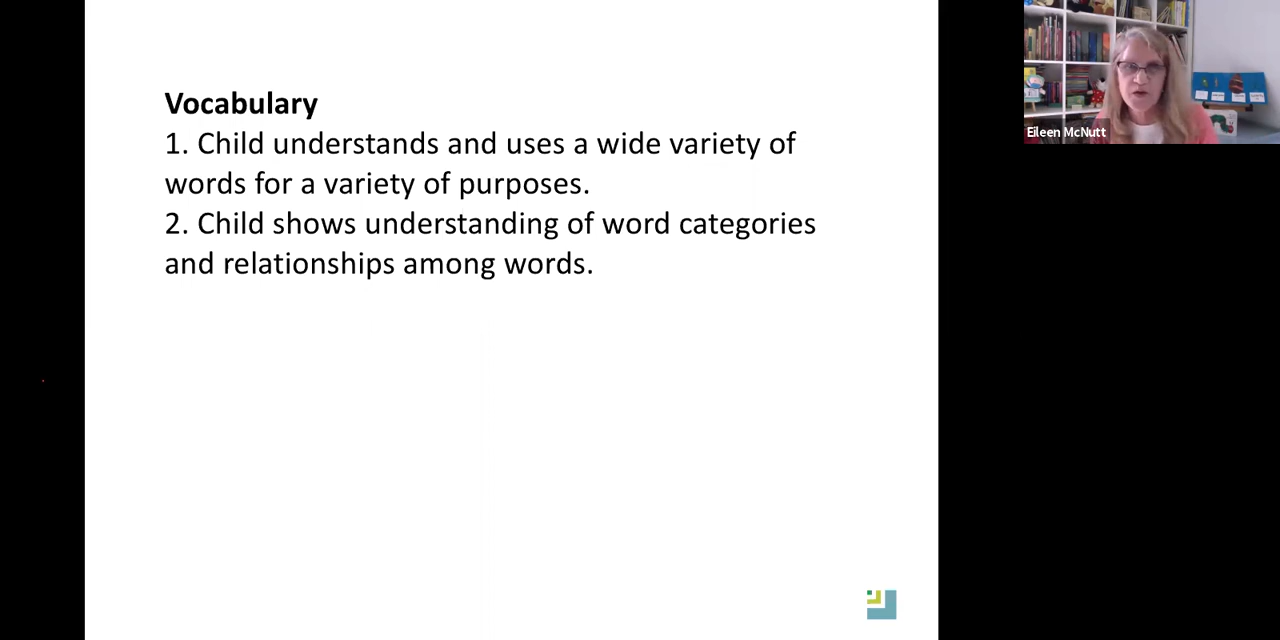 Vocabulary
1. Child understands and uses a wide variety of
words for a variety of purposes.
2. Child shows understanding of word categories
and relationships among words.
Eileen McNutt